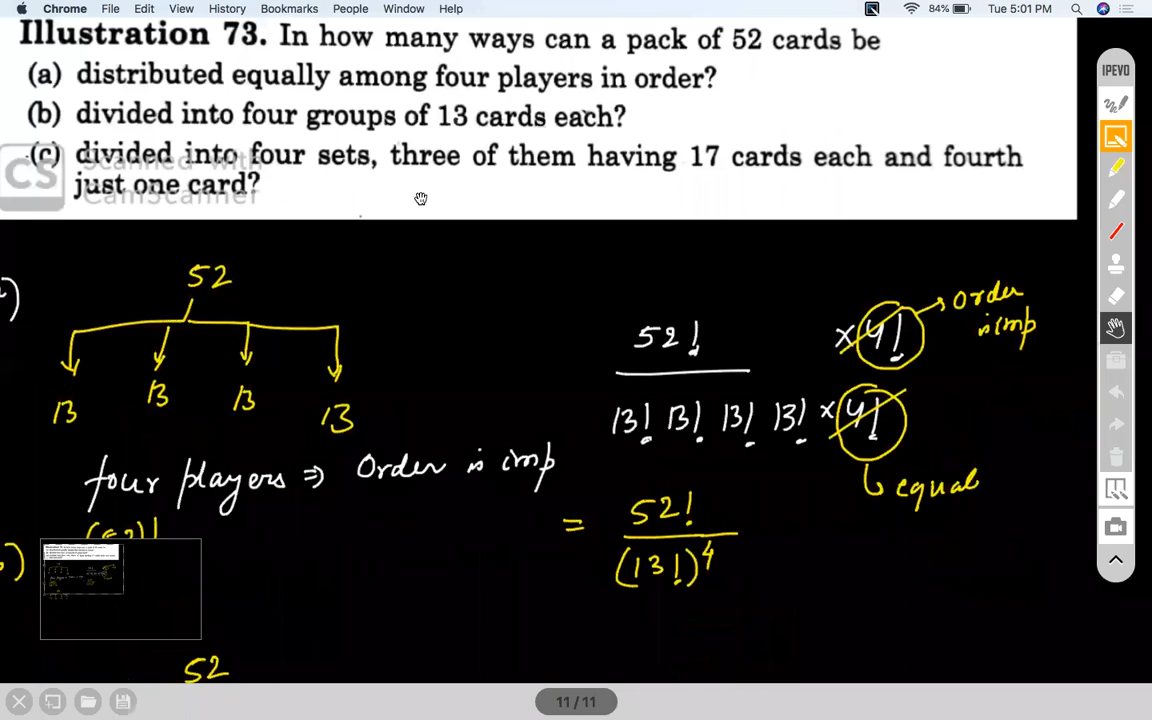 Chrome File Edit View History Bookmarks People Window Help 84% Tue 5:01 PM
Illustration 73. In how many ways can a pack of 52 cards be
(a) distributed equally among four players in order?
(b) divided into four groups of 13 cards each?
(c) divided into four sets, three of them having 17 cards each and fourth
just one card?
CS Scanned with
CamScanner
IPEVO
52
13 13 13 13
four players ⇒ Order is imp
52! × 4! → Order is imp
13! 13! 13! 13! × 4!
equal
= 52!
(13!)^4
52
11 / 11